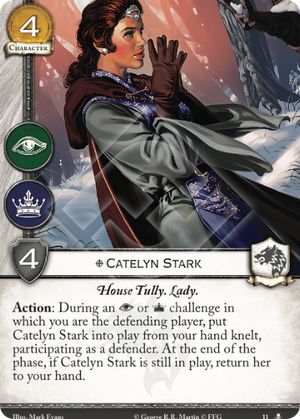 4
CHARACTER
4
CATELYN STARK
House Tully. Lady.
Action: During an or challenge in
which you are the defending player, put
Catelyn Stark into play from your hand knelt,
participating as a defender. At the end of the
phase, if Catelyn Stark is still in play, return her
to your hand.
Illus. Mark Evans © George R.R. Martin © FFG 11